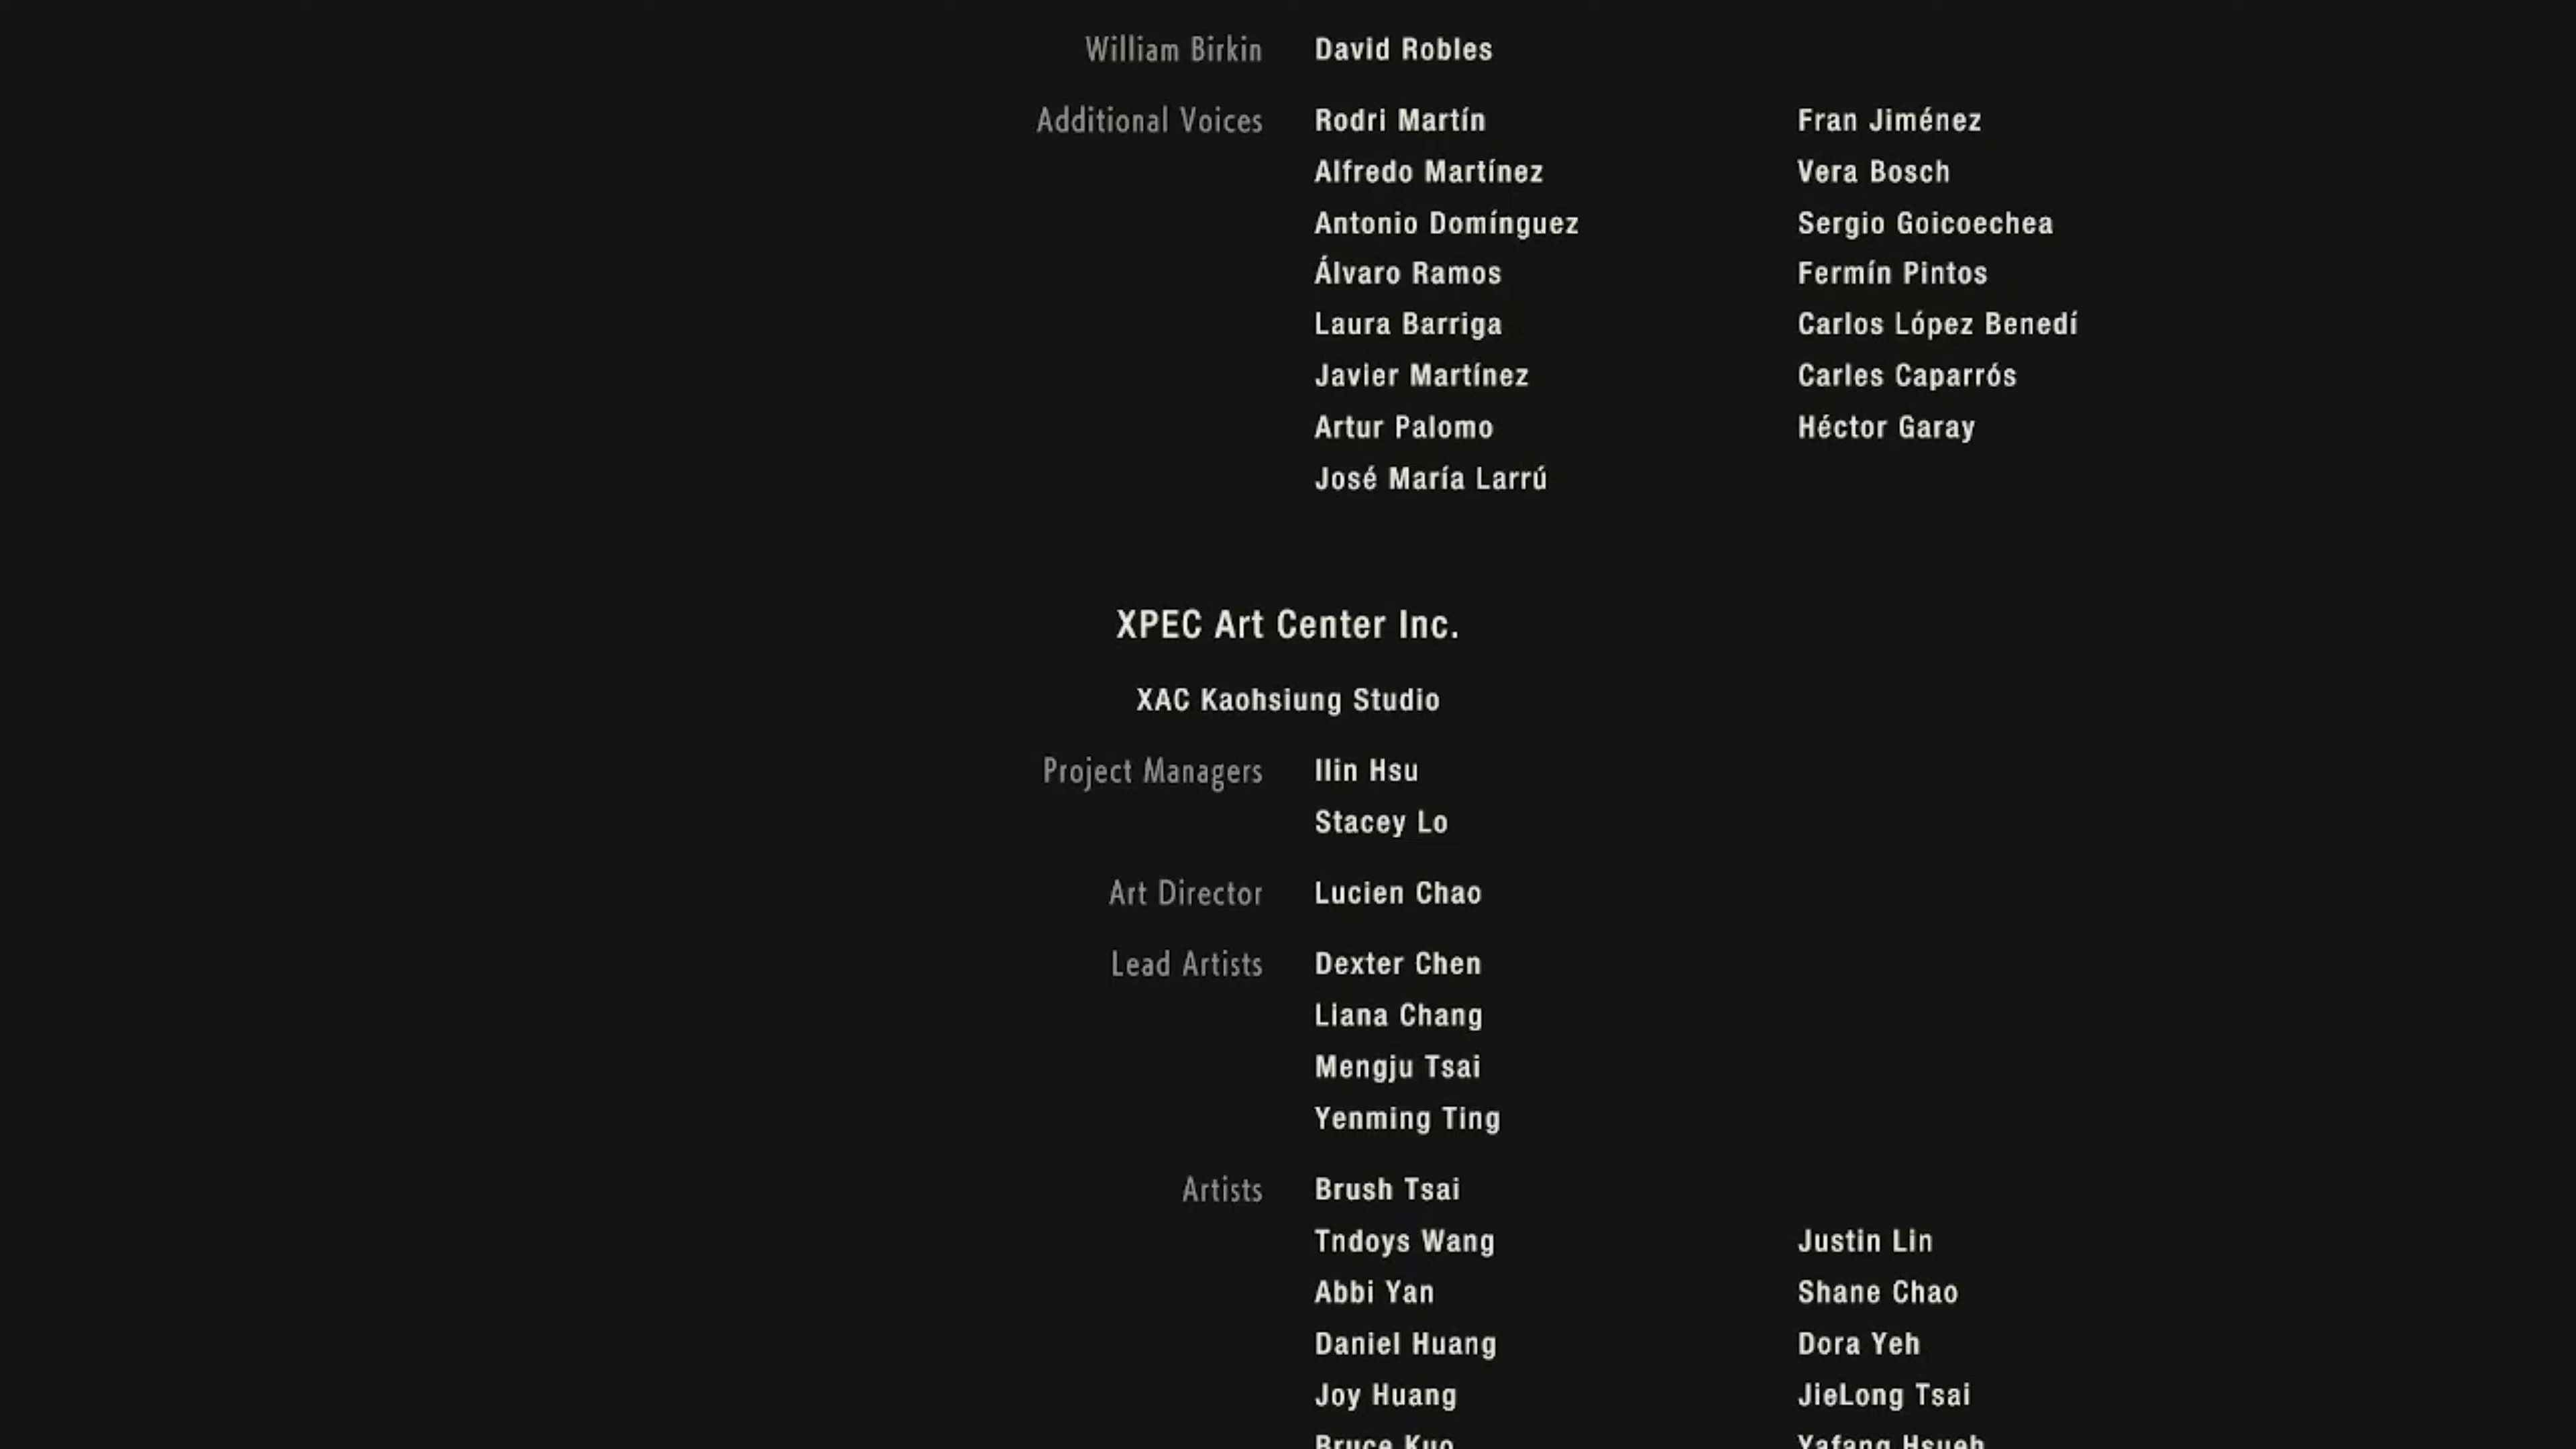 William Birkin David Robles
Additional Voices Rodri Martín Fran Jiménez
Alfredo Martínez Vera Bosch
Antonio Domínguez Sergio Goicoechea
Álvaro Ramos Fermín Pintos
Laura Barriga Carlos López Benedí
Javier Martínez Carles Caparrós
Artur Palomo Héctor Garay
José María Larrú
XPEC Art Center Inc.
XAC Kaohsiung Studio
Project Managers Ilin Hsu
Stacey Lo
Art Director Lucien Chao
Lead Artists Dexter Chen
Liana Chang
Mengju Tsai
Yenming Ting
Artists Brush Tsai
Tndoys Wang Justin Lin
Abbi Yan Shane Chao
Daniel Huang Dora Yeh
Joy Huang JieLong Tsai
Bruce Kuo Yafang Hsueh